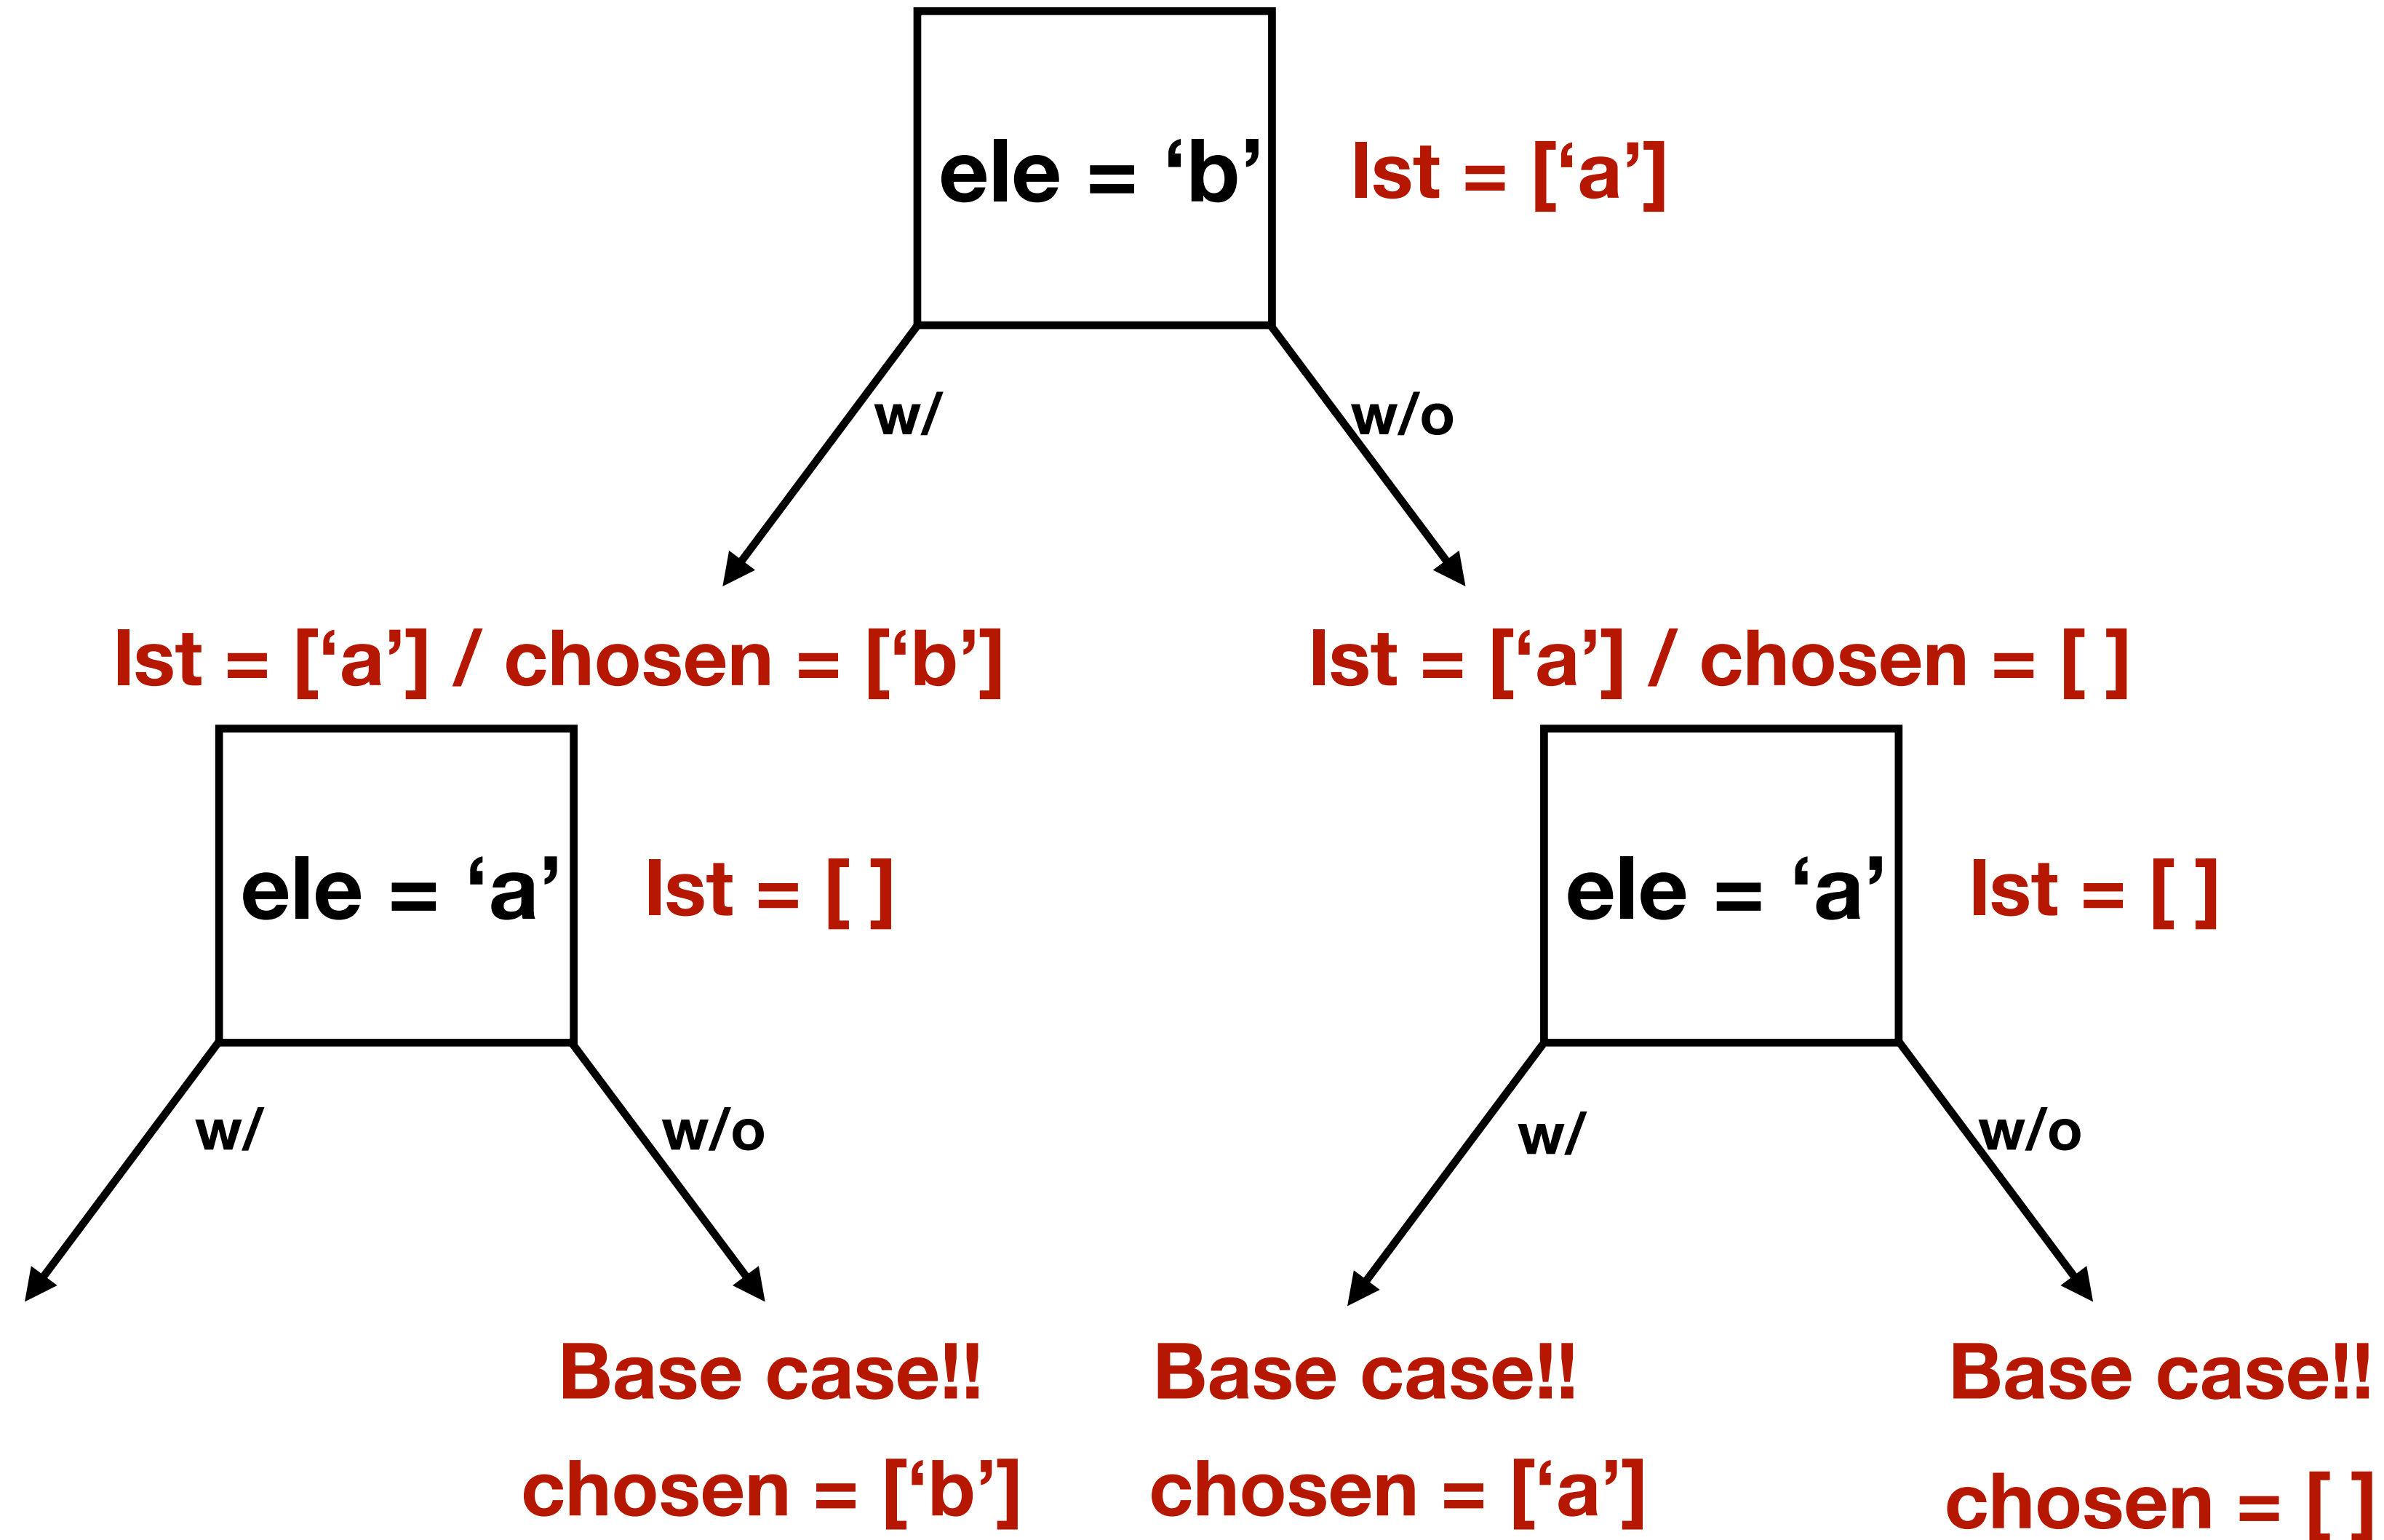 ele = ‘b’
lst = [‘a’]
w/
w/o
lst = [‘a’] / chosen = [‘b’]
lst = [‘a’] / chosen = [ ]
ele = ‘a’
lst = [ ]
ele = ‘a’
lst = [ ]
w/
w/o
w/
w/o
Base case!!
chosen = [‘b’]
Base case!!
chosen = [‘a’]
Base case!!
chosen = [ ]